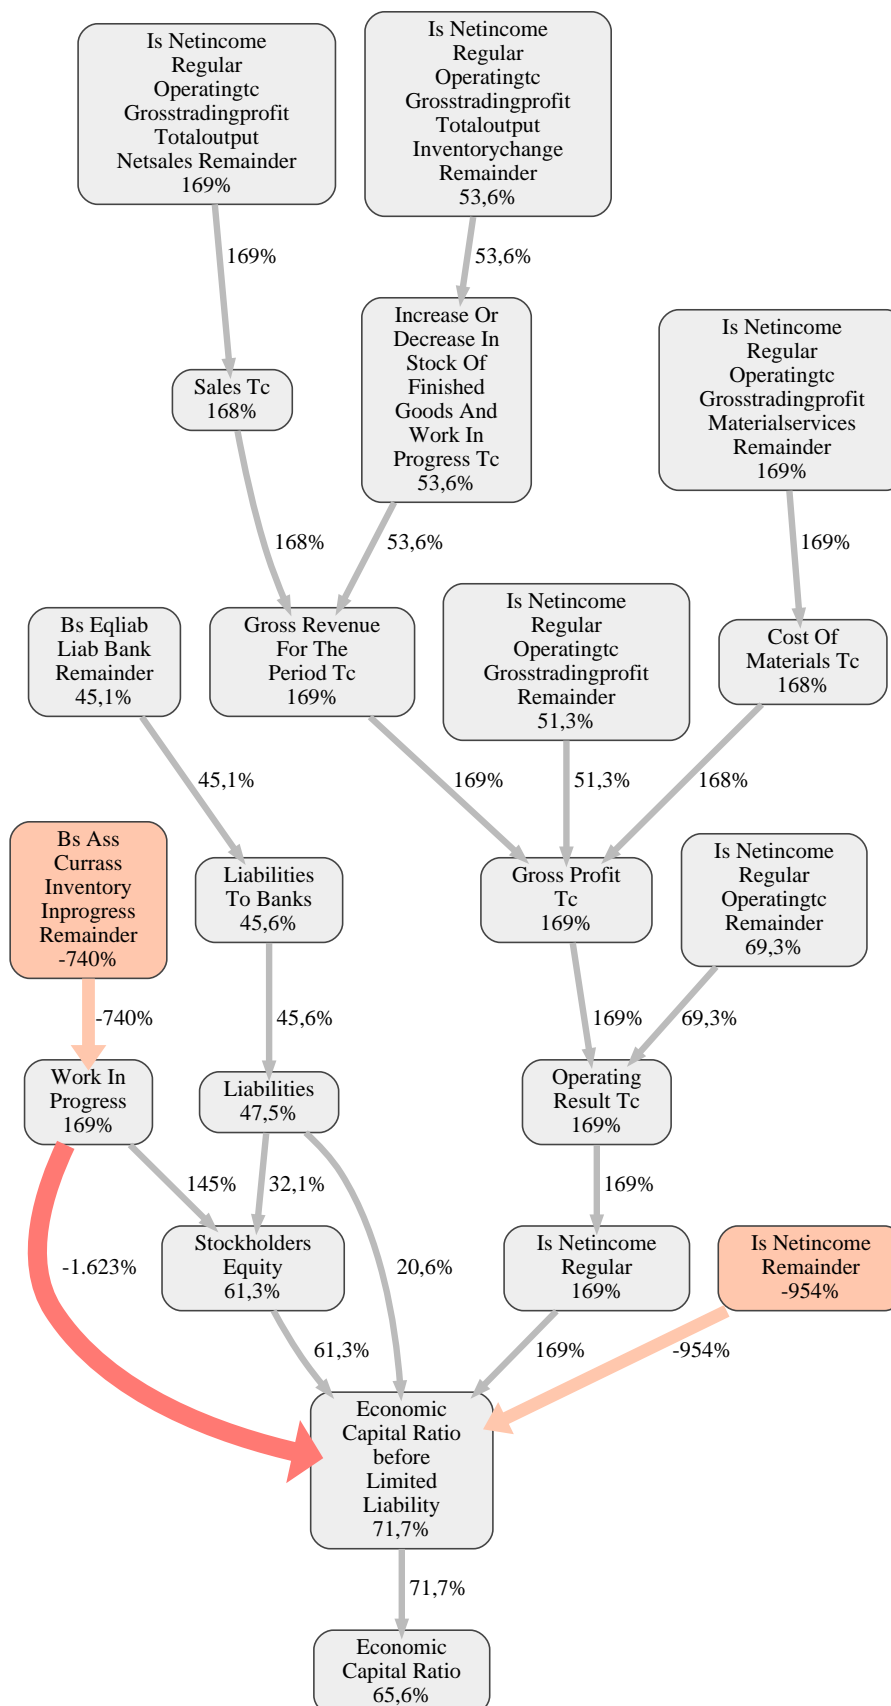 Is Netincome
Regular
Operatingtc
Grosstradingprofit
Totaloutput
Netsales Remainder
169%
Is Netincome
Regular
Operatingtc
Grosstradingprofit
Totaloutput
Inventorychange
Remainder
53,6%
169%
53,6%
Increase Or
Decrease In
Stock Of
Finished
Goods And
Work In
Progress Tc
53,6%
Is Netincome
Regular
Operatingtc
Grosstradingprofit
Materialservices
Remainder
169%
Sales Tc
168%
168%
53,6%
169%
Bs Eqliab
Liab Bank
Remainder
45,1%
Gross Revenue
For The
Period Tc
169%
Is Netincome
Regular
Operatingtc
Grosstradingprofit
Remainder
51,3%
Cost Of
Materials Tc
168%
45,1%
169%
51,3%
168%
Bs Ass
Currass
Inventory
Inprogress
Remainder
-740%
Liabilities
To Banks
45,6%
Gross Profit
Tc
169%
Is Netincome
Regular
Operatingtc
Remainder
69,3%
-740%
45,6%
169%
69,3%
Work In
Progress
169%
Liabilities
47,5%
Operating
Result Tc
169%
145%
32,1%
169%
-1.623%
Stockholders
Equity
61,3%
20,6%
Is Netincome
Regular
169%
Is Netincome
Remainder
-954%
61,3%
169%
-954%
Economic
Capital Ratio
before
Limited
Liability
71,7%
71,7%
Economic
Capital Ratio
65,6%